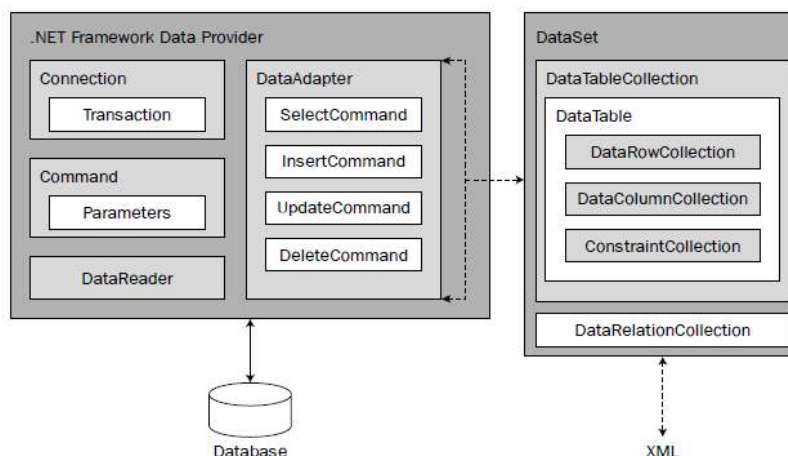 .NET Framework Data Provider
Connection
Transaction
Command
Parameters
DataReader
DataAdapter
SelectCommand
InsertCommand
UpdateCommand
DeleteCommand
Database
DataSet
DataTableCollection
DataTable
DataRowCollection
DataColumnCollection
ConstraintCollection
DataRelationCollection
XML